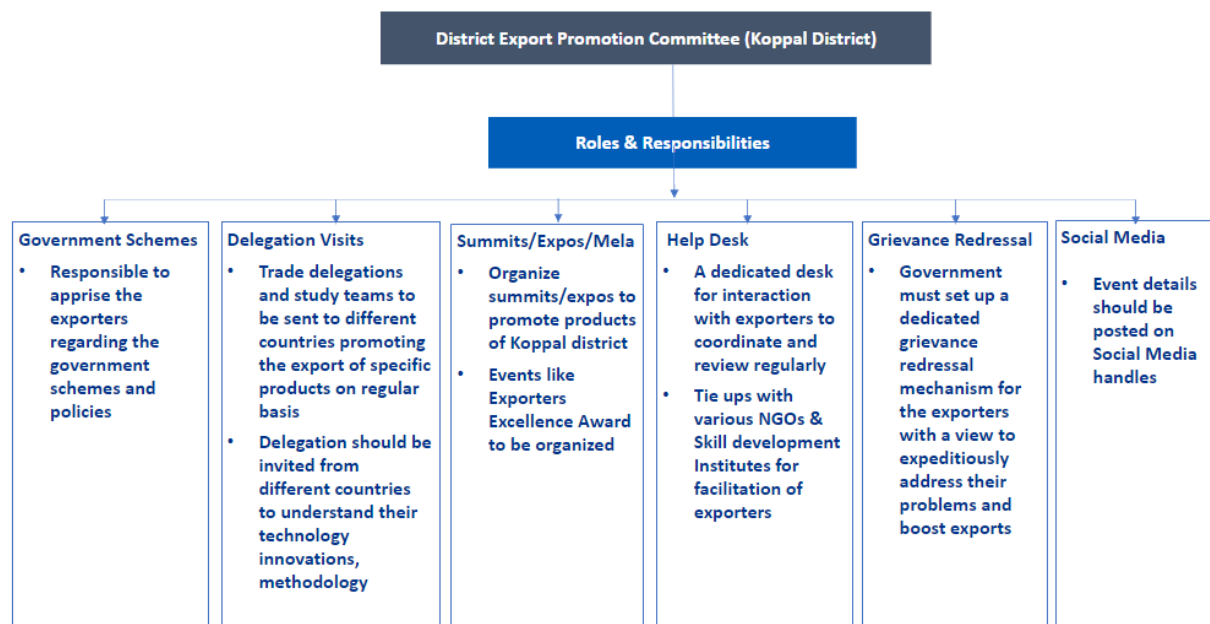 District Export Promotion Committee (Koppal District)
Roles & Responsibilities
Government Schemes
• Responsible to
apprise the
exporters
regarding the
government
schemes and
policies
Delegation Visits
• Trade delegations
and study teams to
be sent to different
countries promoting
the export of specific
products on regular
basis
• Delegation should be
invited from
different countries
to understand their
technology
innovations,
methodology
Summits/Expos/Mela
• Organize
summits/expos to
promote products
of Koppal district
• Events like
Exporters
Excellence Award
to be organized
Help Desk
• A dedicated desk
for interaction
with exporters to
coordinate and
review regularly
• Tie ups with
various NGOs &
Skill development
Institutes for
facilitation of
exporters
Grievance Redressal
• Government
must set up a
dedicated
grievance
redressal
mechanism for
the exporters
with a view to
expeditiously
address their
problems and
boost exports
Social Media
• Event details
should be
posted on
Social Media
handles